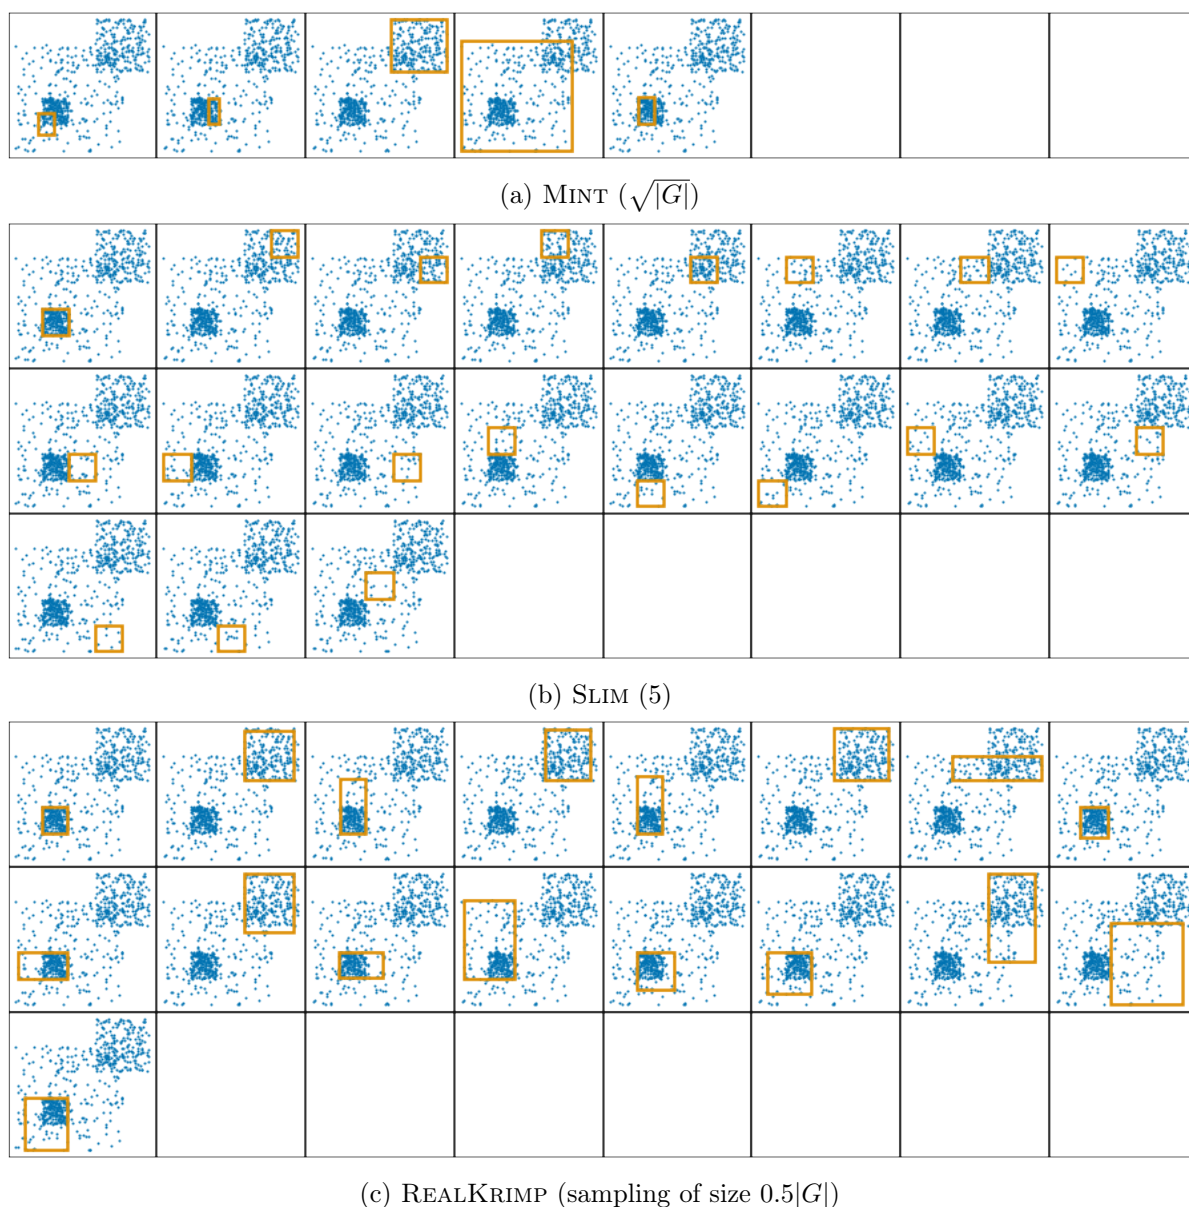 (a) MINT (√|G|)
(b) SLIM (5)
(c) REALKRIMP (sampling of size 0.5|G|)